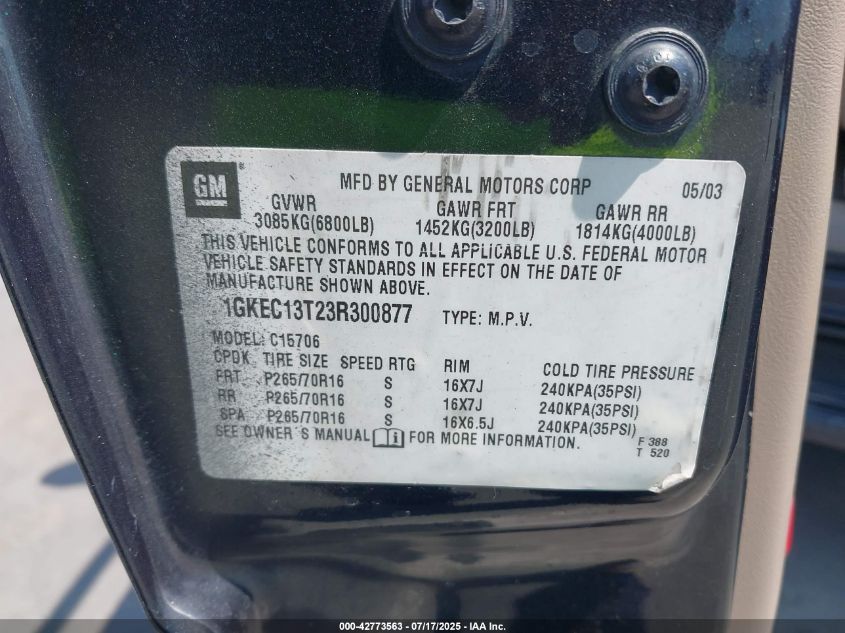 GM
MFD BY GENERAL MOTORS CORP 05/03
GVWR GAWR FRT GAWR RR
3085KG(6800LB) 1452KG(3200LB) 1814KG(4000LB)
THIS VEHICLE CONFORMS TO ALL APPLICABLE U.S. FEDERAL MOTOR
VEHICLE SAFETY STANDARDS IN EFFECT ON THE DATE OF
MANUFACTURE SHOWN ABOVE.
1GKEC13T23R300877 TYPE: M.P.V.
MODEL: C15706
CPDK TIRE SIZE SPEED RTG RIM COLD TIRE PRESSURE
FRT P265/70R16 S 16X7J 240KPA(35PSI)
RR P265/70R16 S 16X7J 240KPA(35PSI)
SPA P265/70R16 S 16X6.5J 240KPA(35PSI)
SEE OWNER'S MANUAL FOR MORE INFORMATION.
F 388
T 520
000-42773563 - 07/17/2025 - IAA Inc.